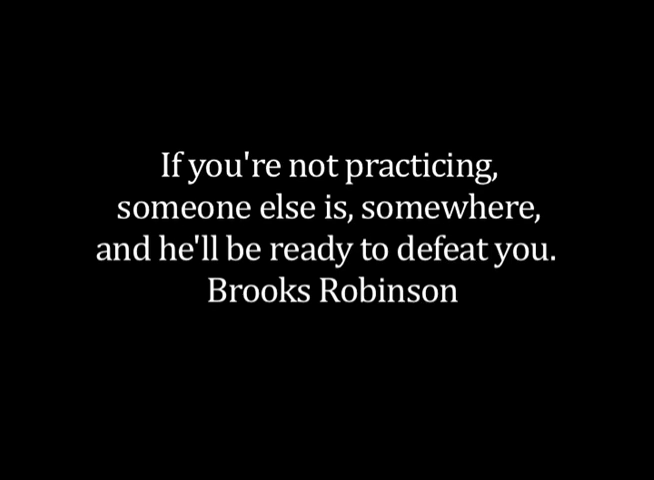 If you're not practicing,
someone else is, somewhere,
and he'll be ready to defeat you.
Brooks Robinson